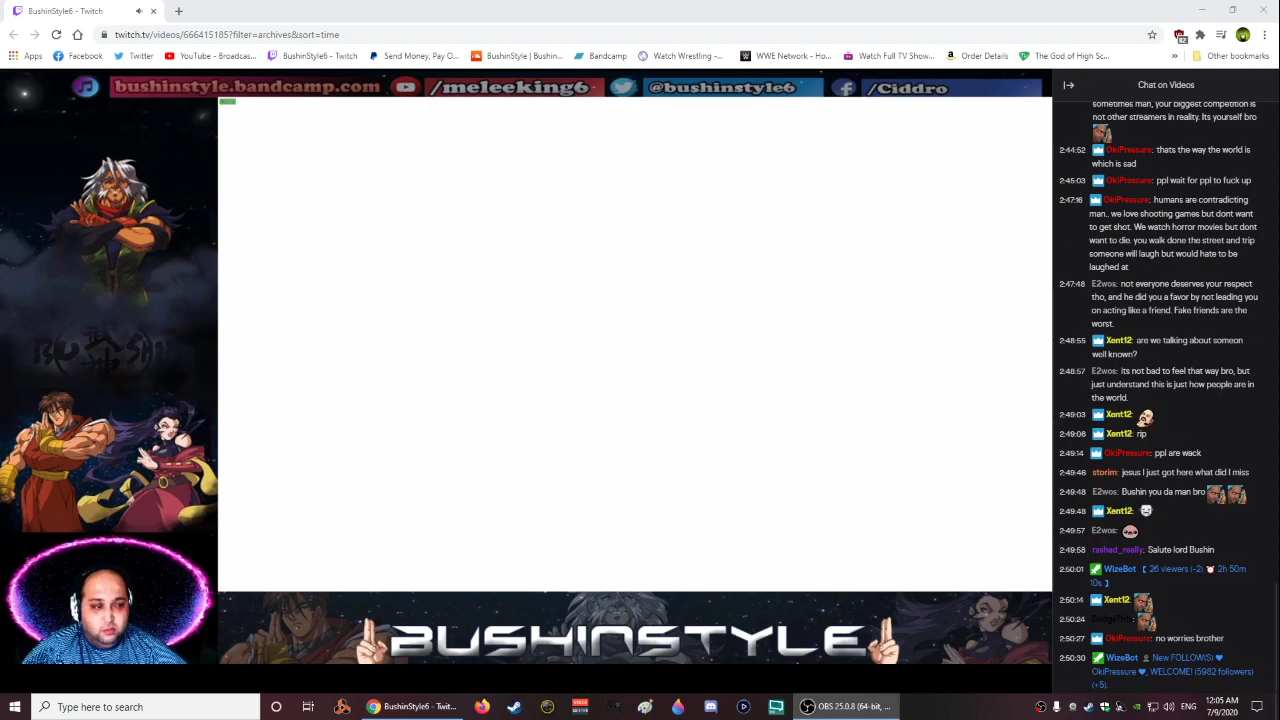 BushinStyle6 - Twitch
twitch.tv/videos/666415185?filter=archives&sort=time
Apps
Facebook
Twitter
YouTube - Broadcas...
BushinStyle6 - Twitch
Send Money, Pay O...
BushinStyle | Bushin...
Bandcamp
Watch Wrestling -...
WWE Network - Ho...
Watch Full TV Show...
Order Details
The God of High Sc...
»
Other bookmarks
bushinstyle.bandcamp.com
/meleeking6
@bushinstyle6
/Ciddro
Chat on Videos
sometimes man, your biggest competition is
not other streamers in reality. Its yourself bro
2:44:52 OkiPressure: thats the way the world is
which is sad
2:45:03 OkiPressure: ppl wait for ppl to fuck up
2:47:16 OkiPressure: humans are contradicting
man.. we love shooting games but dont want
to get shot. We watch horror movies but dont
want to die. you walk done the street and trip
someone will laugh but would hate to be
laughed at
2:47:48 E2wos: not everyone deserves your respect
tho, and he did you a favor by not leading you
on acting like a friend. Fake friends are the
worst.
2:48:55 Xent12: are we talking about someon
well known?
2:48:57 E2wos: its not bad to feel that way bro, but
just understand this is just how people are in
the world.
2:49:03 Xent12:
2:49:06 Xent12: rip
2:49:14 OkiPressure: ppl are wack
2:49:46 storim: jesus I just got here what did I miss
2:49:48 E2wos: Bushin you da man bro
2:49:48 Xent12:
2:49:57 E2wos:
2:49:58 rashad_really: Salute lord Bushin
2:50:01 WizeBot 【 26 viewers (-2) 2h 50m
10s 】
2:50:14 Xent12:
2:50:24
2:50:27 OkiPressure: no worries brother
2:50:30 WizeBot New FOLLOW(S)
OkiPressure , WELCOME! (5982 followers)
(+5).
BUSHINSTYLE
Type here to search
BushinStyle6 - Twit...
OBS 25.0.8 (64-bit, ...
12:05 AM
7/9/2020